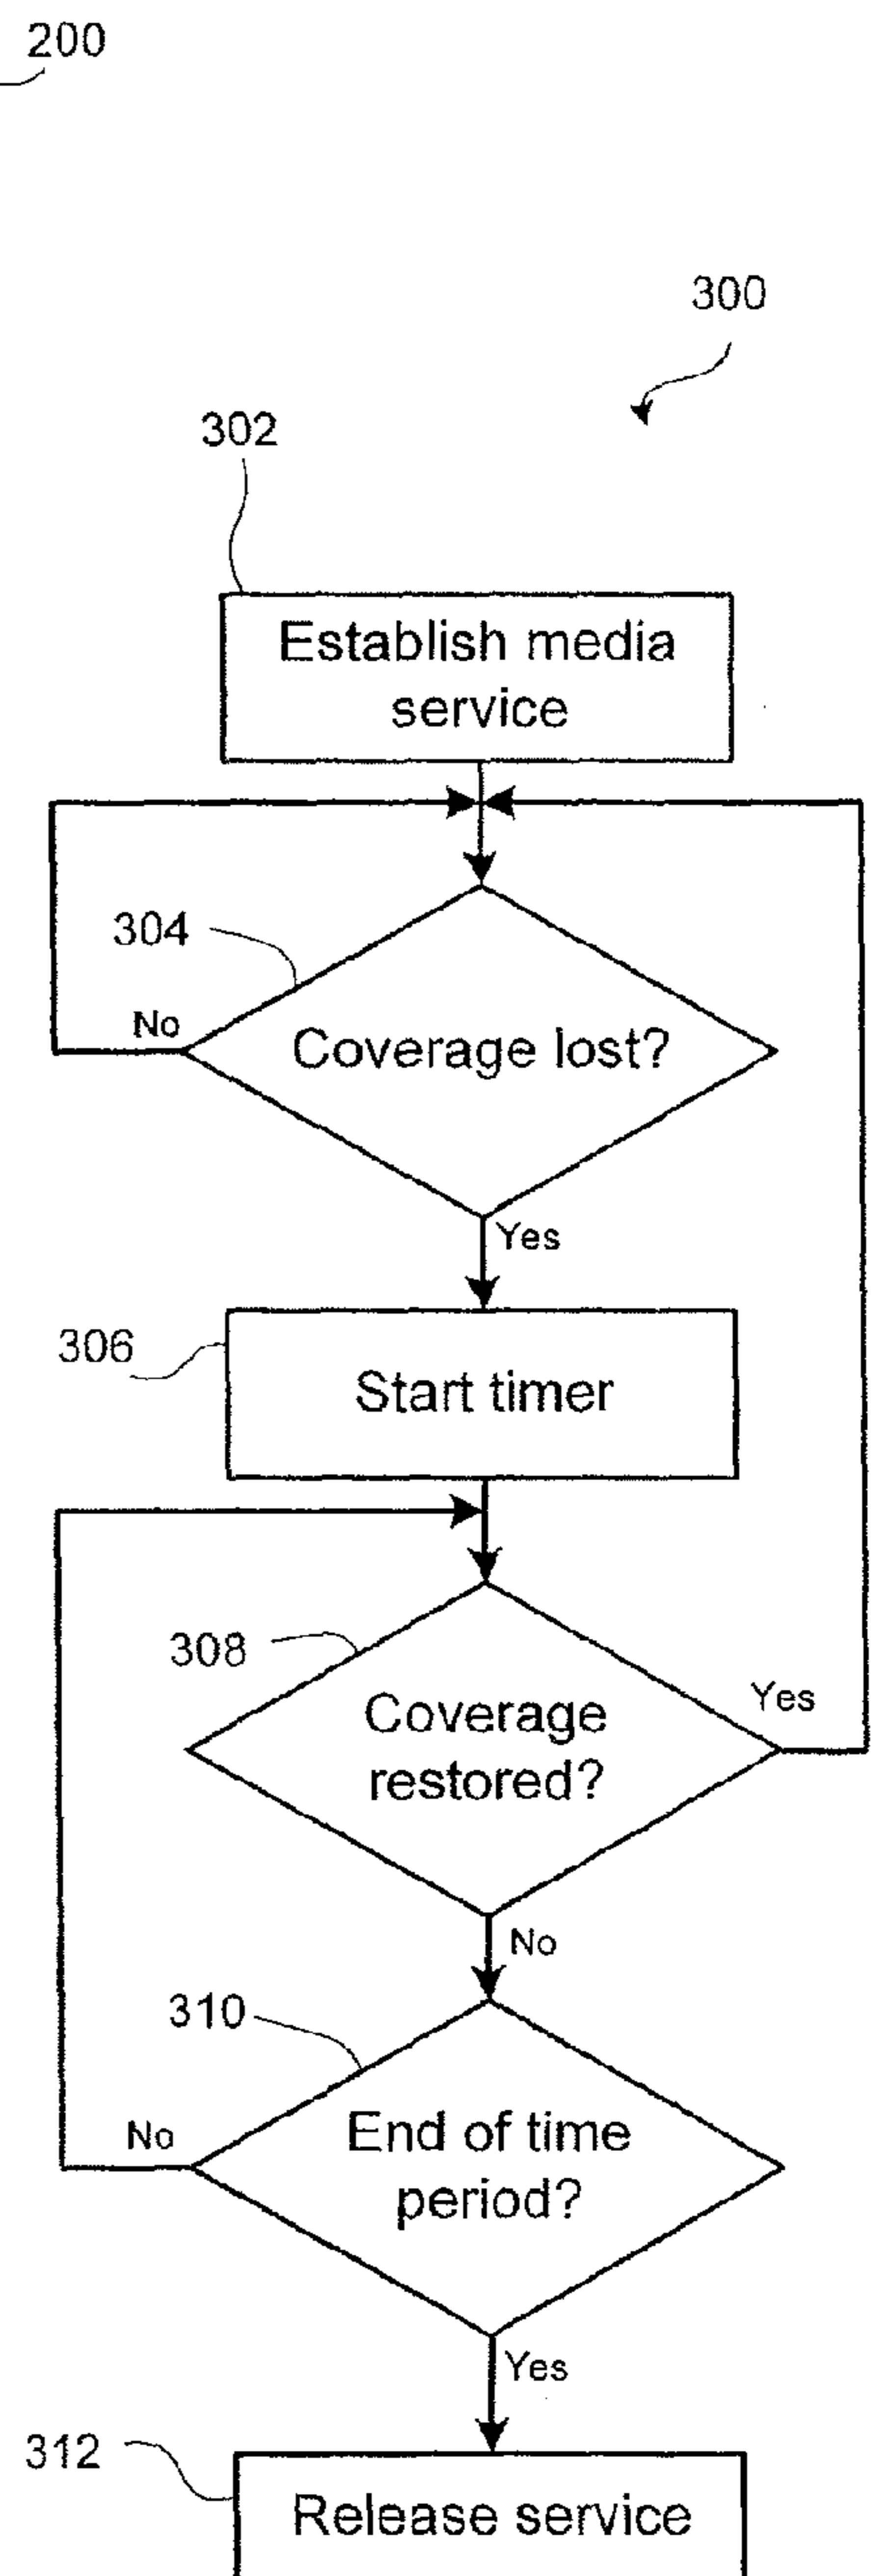 200
300
302
Establish media
service
304
No
Coverage lost?
Yes
306
Start timer
308
Coverage
restored?
Yes
No
310
No
End of time
period?
Yes
312
Release service